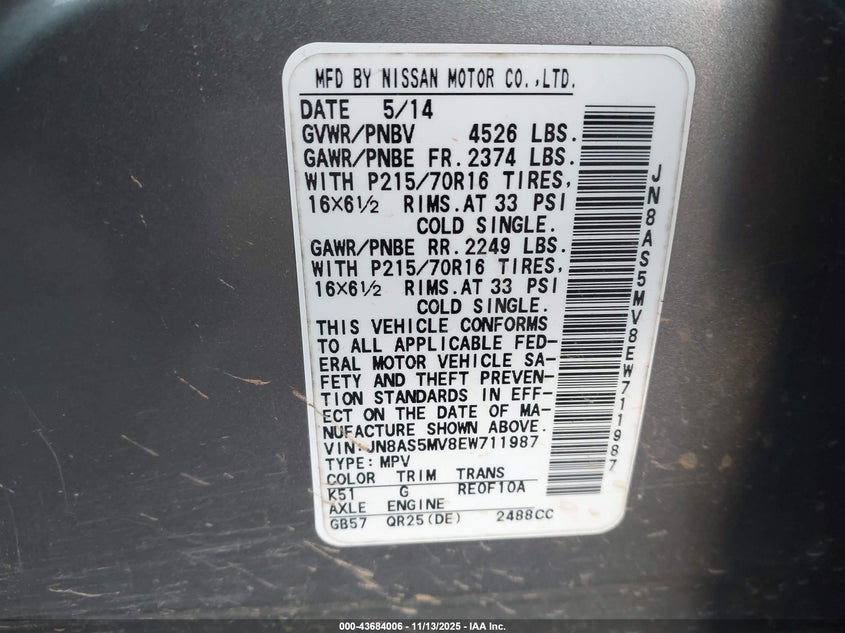 MFD BY NISSAN MOTOR CO.,LTD.
DATE 5/14
GVWR/PNBV 4526 LBS.
GAWR/PNBE FR.2374 LBS.
WITH P215/70R16 TIRES,
16×6½ RIMS.AT 33 PSI
COLD SINGLE.
GAWR/PNBE RR.2249 LBS.
WITH P215/70R16 TIRES,
16×6½ RIMS.AT 33 PSI
COLD SINGLE.
THIS VEHICLE CONFORMS
TO ALL APPLICABLE FED-
ERAL MOTOR VEHICLE SA-
FETY AND THEFT PREVEN-
TION STANDARDS IN EFF-
ECT ON THE DATE OF MA-
NUFACTURE SHOWN ABOVE.
VIN:JN8AS5MV8EW711987
TYPE:MPV
COLOR TRIM TRANS
K51 G RE0F10A
AXLE ENGINE
GB57 QR25(DE) 2488CC
JN8AS5MV8EW711987
000-43684006 - 11/13/2025 - IAA Inc.